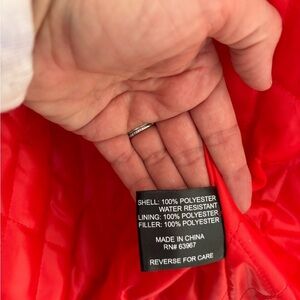 SHELL: 100% POLYESTER
WATER RESISTANT
LINING: 100% POLYESTER
FILLER: 100% POLYESTER
MADE IN CHINA
RN# 63967
REVERSE FOR CARE